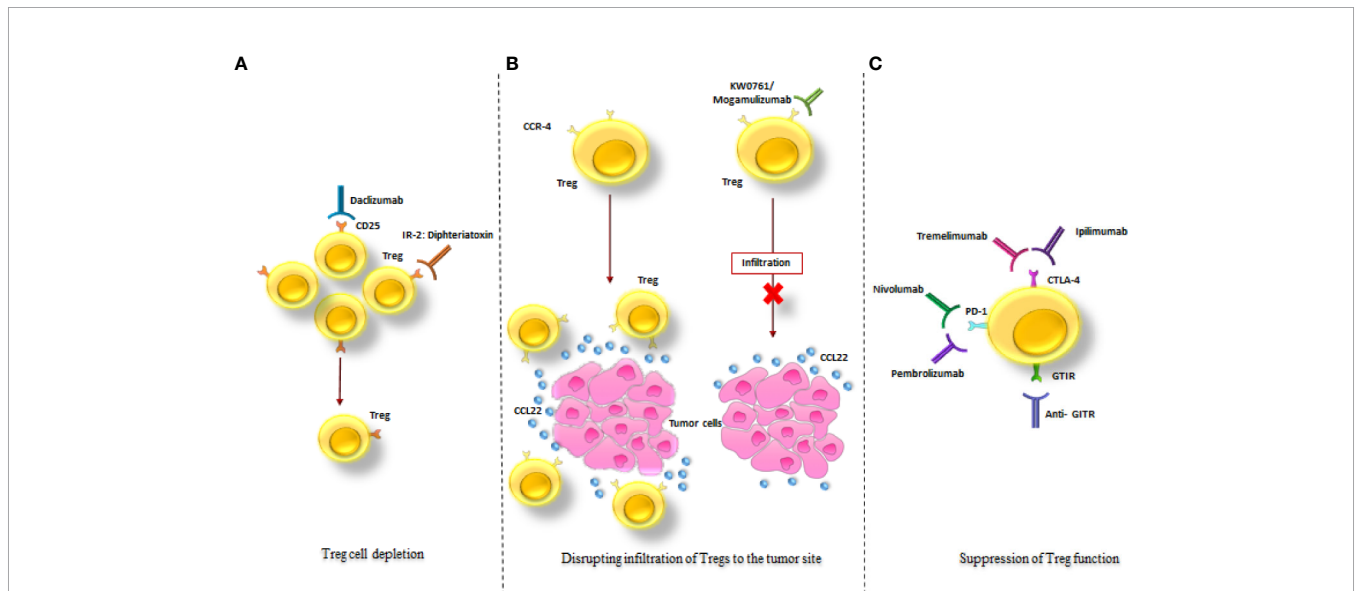 A
B
C
Daclizumab
CD25
IR-2: Diphteriatoxin
Treg
Treg
Treg cell depletion
CCR-4
Treg
KW0761/
Mogamulizumab
Treg
Infiltration
Treg
CCL22
CCL22
Tumor cells
Disrupting infiltration of Tregs to the tumor site
Tremelimumab
Ipilimumab
CTLA-4
Nivolumab
PD-1
Pembrolizumab
GTIR
Anti- GITR
Suppression of Treg function